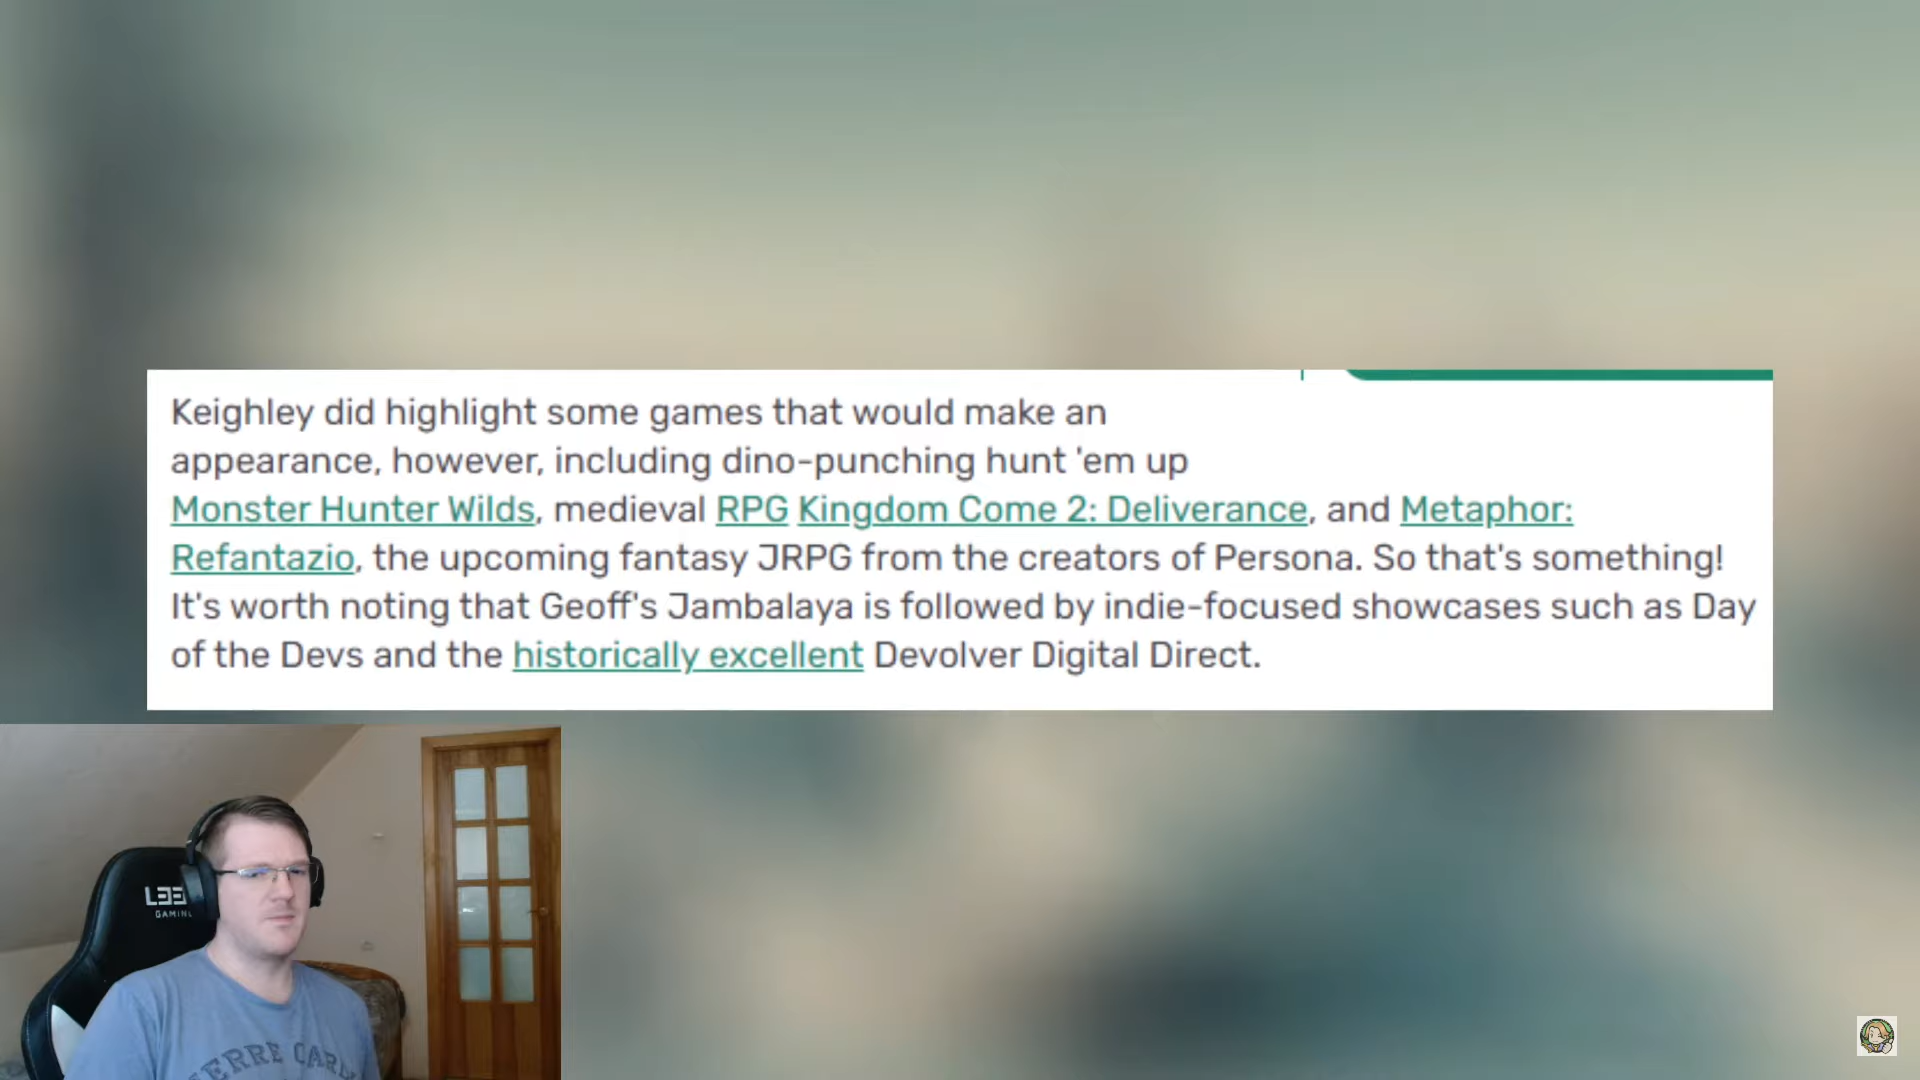 Keighley did highlight some games that would make an
appearance, however, including dino-punching hunt 'em up
Monster Hunter Wilds, medieval RPG Kingdom Come 2: Deliverance, and Metaphor:
Refantazio, the upcoming fantasy JRPG from the creators of Persona. So that's something!
It's worth noting that Geoff's Jambalaya is followed by indie-focused showcases such as Day
of the Devs and the historically excellent Devolver Digital Direct.
GAMING